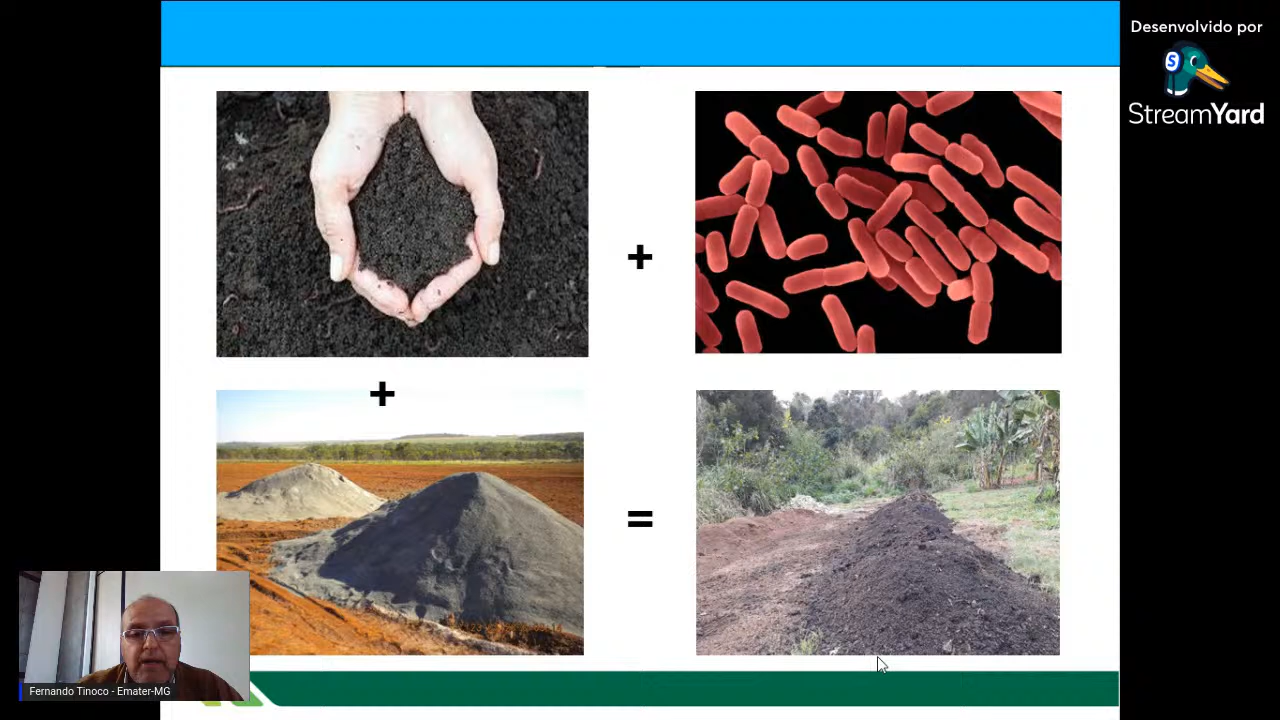 Desenvolvido por
S
StreamYard
+
+
=
Fernando Tinoco - Emater-MG